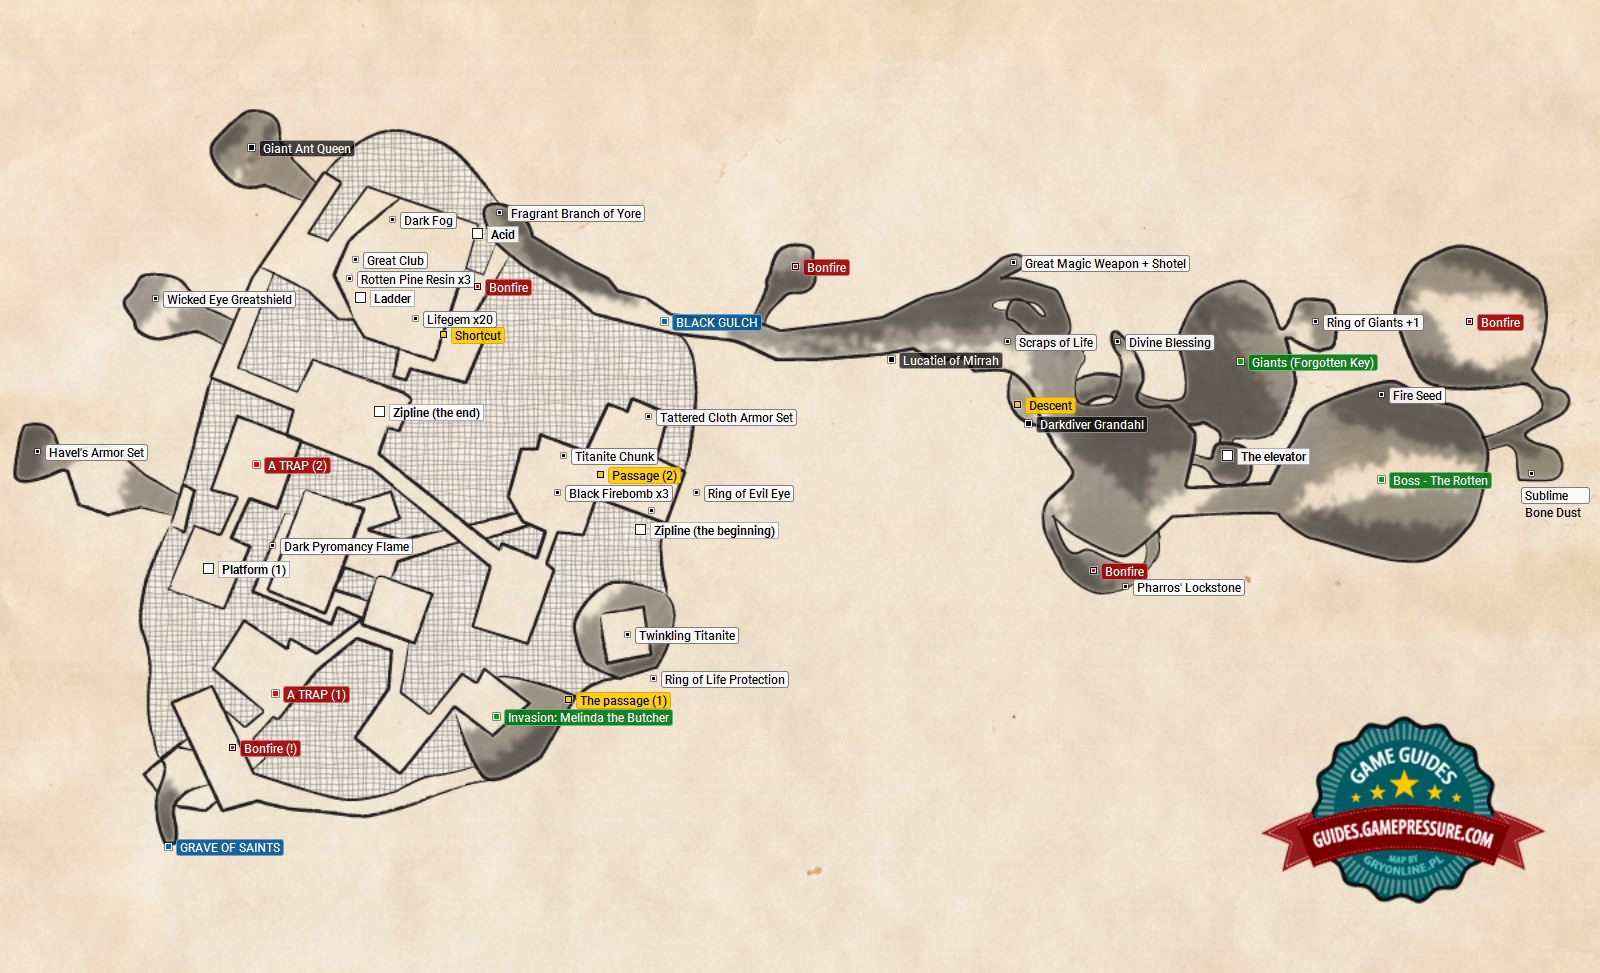 Giant Ant Queen
Fragrant Branch of Yore
Dark Fog
Acid
Great Club
Rotten Pine Resin x3
Bonfire
Ladder
Wicked Eye Greatshield
Lifegem x20
Shortcut
BLACK GULCH
Bonfire
Great Magic Weapon + Shotel
Scraps of Life
Divine Blessing
Ring of Giants +1
Bonfire
Lucatiel of Mirrah
Giants (Forgotten Key)
Fire Seed
Descent
Darkdiver Grandahl
The elevator
Boss - The Rotten
Sublime
Bone Dust
Bonfire
Pharros' Lockstone
Zipline (the end)
Tattered Cloth Armor Set
Havel's Armor Set
A TRAP (2)
Titanite Chunk
Passage (2)
Black Firebomb x3
Ring of Evil Eye
Zipline (the beginning)
Dark Pyromancy Flame
Platform (1)
Twinkling Titanite
Ring of Life Protection
A TRAP (1)
The passage (1)
Invasion: Melinda the Butcher
Bonfire (!)
GRAVE OF SAINTS
GAME GUIDES
GUIDES.GAMEPRESSURE.COM
MAP BY
GRYONLINE.PL